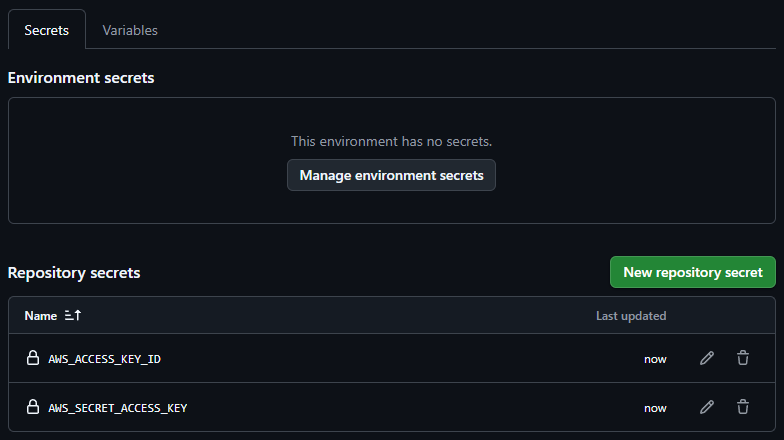 Secrets Variables
Environment secrets
This environment has no secrets.
Manage environment secrets
Repository secrets New repository secret
Name Last updated
AWS_ACCESS_KEY_ID now
AWS_SECRET_ACCESS_KEY now